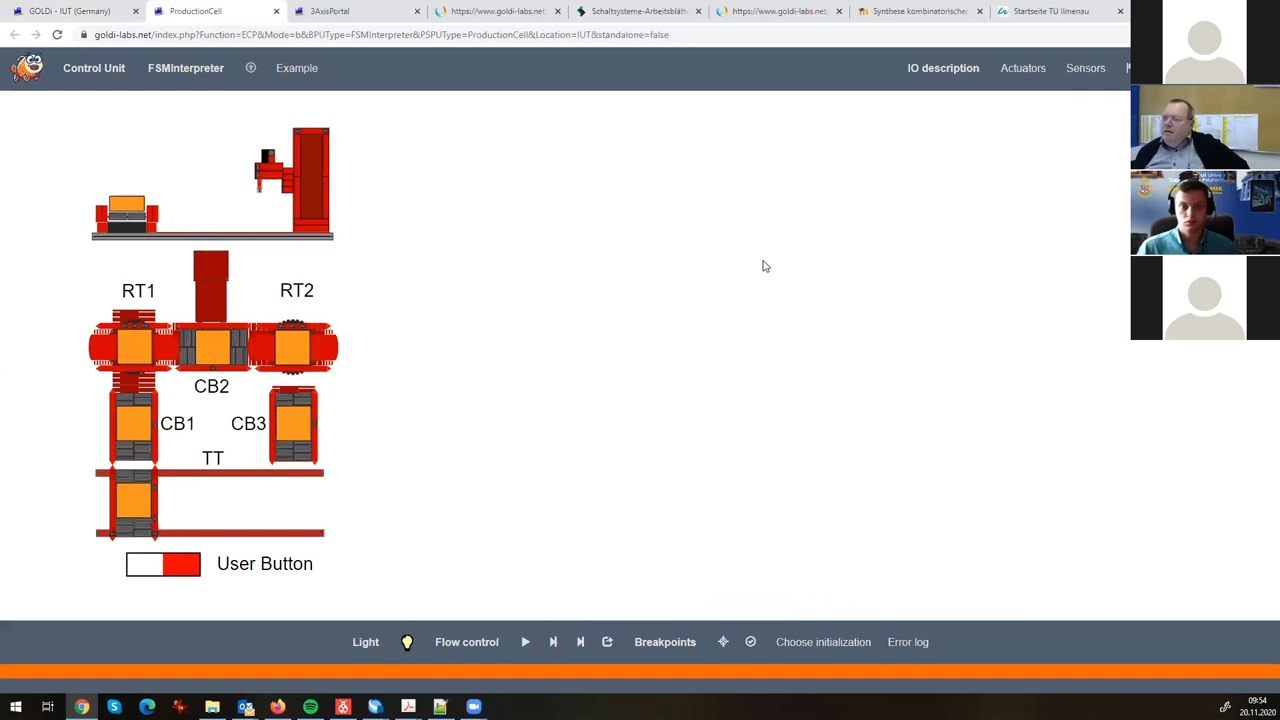 GOLDi - IUT (Germany)
ProductionCell
3AxisPortal
https://www.goldi-labs.net/
Schaltsysteme-Arbeitsblätt
https://www.goldi-labs.net/
Synthese kombinatorische
Startseite TU Ilmenau
goldi-labs.net/index.php?Function=ECP&Mode=b&BPUType=FSMInterpreter&PSPUType=ProductionCell&Location=IUT&standalone=false
Control Unit
FSMInterpreter
Example
IO description
Actuators
Sensors
RT1
RT2
CB2
CB1
CB3
TT
User Button
Light
Flow control
Breakpoints
Choose initialization
Error log
09:54
20.11.2020